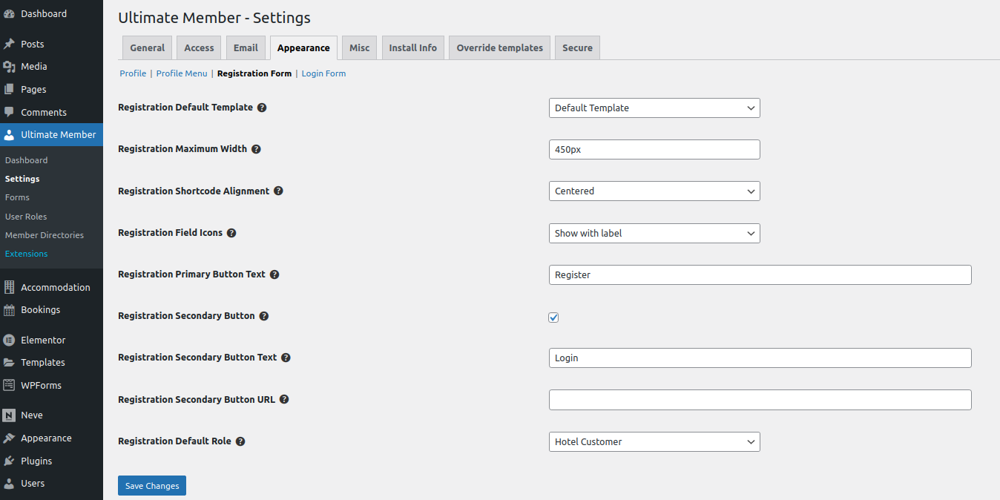 Dashboard
Posts
Media
Pages
Comments
Ultimate Member
Dashboard
Settings
Forms
User Roles
Member Directories
Extensions
Accommodation
Bookings
Elementor
Templates
WPForms
Neve
Appearance
Plugins
Users
Ultimate Member - Settings
General Access Email Appearance Misc Install Info Override templates Secure
Profile | Profile Menu | Registration Form | Login Form
Registration Default Template ? Default Template
Registration Maximum Width ? 450px
Registration Shortcode Alignment ? Centered
Registration Field Icons ? Show with label
Registration Primary Button Text ? Register
Registration Secondary Button ?
Registration Secondary Button Text ? Login
Registration Secondary Button URL ?
Registration Default Role ? Hotel Customer
Save Changes